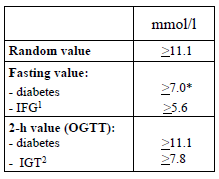 mmol/l
Random value ≥11.1
Fasting value:
- diabetes ≥7.0*
- IFG¹ ≥5.6
2-h value (OGTT):
- diabetes ≥11.1
- IGT² ≥7.8